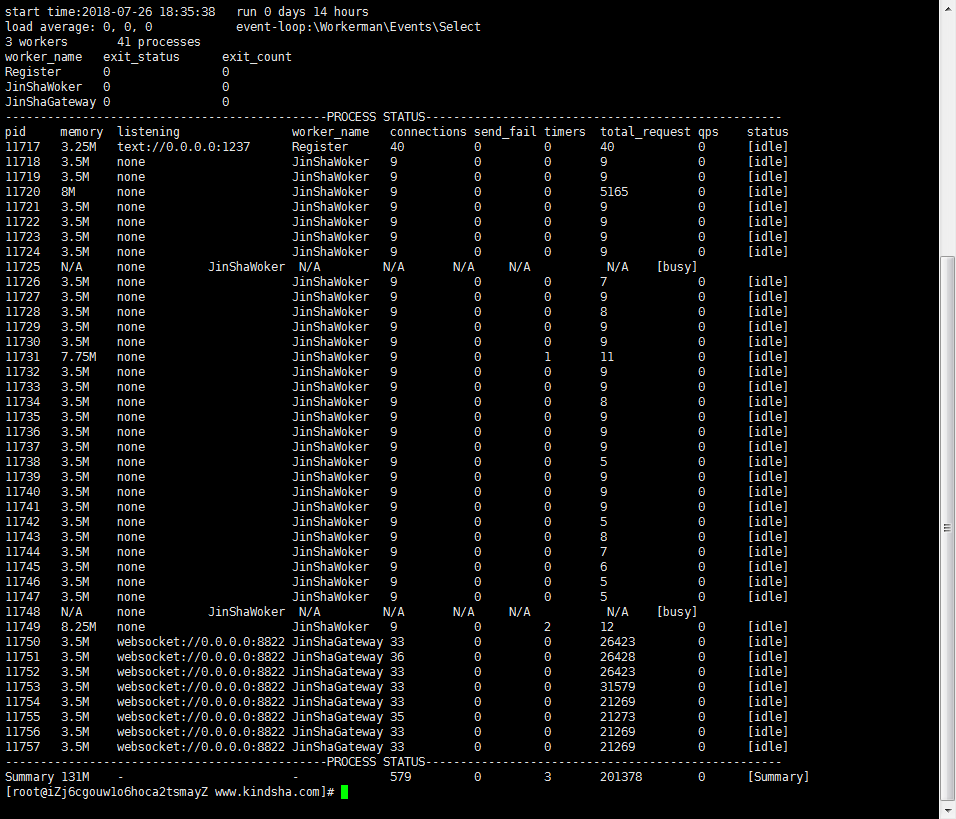 start time:2018-07-26 18:35:38   run 0 days 14 hours
load average: 0, 0, 0            event-loop:\Workerman\Events\Select
3 workers       41 processes
worker_name   exit_status      exit_count
Register      0                0
JinShaWoker   0                0
JinShaGateway 0                0
----------------------------------------------PROCESS STATUS---------------------------------------------------
pid     memory  listening                worker_name   connections send_fail timers  total_request qps    status
11717   3.25M   text://0.0.0.0:1237      Register      40          0         0       40            0      [idle]
11718   3.5M    none                     JinShaWoker   9           0         0       9             0      [idle]
11719   3.5M    none                     JinShaWoker   9           0         0       9             0      [idle]
11720   8M      none                     JinShaWoker   9           0         0       5165          0      [idle]
11721   3.5M    none                     JinShaWoker   9           0         0       9             0      [idle]
11722   3.5M    none                     JinShaWoker   9           0         0       9             0      [idle]
11723   3.5M    none                     JinShaWoker   9           0         0       9             0      [idle]
11724   3.5M    none                     JinShaWoker   9           0         0       9             0      [idle]
11725   N/A     none         JinShaWoker  N/A         N/A       N/A     N/A           N/A    [busy]
11726   3.5M    none                     JinShaWoker   9           0         0       7             0      [idle]
11727   3.5M    none                     JinShaWoker   9           0         0       9             0      [idle]
11728   3.5M    none                     JinShaWoker   9           0         0       8             0      [idle]
11729   3.5M    none                     JinShaWoker   9           0         0       9             0      [idle]
11730   3.5M    none                     JinShaWoker   9           0         0       9             0      [idle]
11731   7.75M   none                     JinShaWoker   9           0         1       11            0      [idle]
11732   3.5M    none                     JinShaWoker   9           0         0       9             0      [idle]
11733   3.5M    none                     JinShaWoker   9           0         0       9             0      [idle]
11734   3.5M    none                     JinShaWoker   9           0         0       8             0      [idle]
11735   3.5M    none                     JinShaWoker   9           0         0       9             0      [idle]
11736   3.5M    none                     JinShaWoker   9           0         0       9             0      [idle]
11737   3.5M    none                     JinShaWoker   9           0         0       9             0      [idle]
11738   3.5M    none                     JinShaWoker   9           0         0       5             0      [idle]
11739   3.5M    none                     JinShaWoker   9           0         0       9             0      [idle]
11740   3.5M    none                     JinShaWoker   9           0         0       9             0      [idle]
11741   3.5M    none                     JinShaWoker   9           0         0       9             0      [idle]
11742   3.5M    none                     JinShaWoker   9           0         0       5             0      [idle]
11743   3.5M    none                     JinShaWoker   9           0         0       8             0      [idle]
11744   3.5M    none                     JinShaWoker   9           0         0       7             0      [idle]
11745   3.5M    none                     JinShaWoker   9           0         0       6             0      [idle]
11746   3.5M    none                     JinShaWoker   9           0         0       5             0      [idle]
11747   3.5M    none                     JinShaWoker   9           0         0       5             0      [idle]
11748   N/A     none         JinShaWoker  N/A         N/A       N/A     N/A           N/A    [busy]
11749   8.25M   none                     JinShaWoker   9           0         2       12            0      [idle]
11750   3.5M    websocket://0.0.0.0:8822 JinShaGateway 33          0         0       26423         0      [idle]
11751   3.5M    websocket://0.0.0.0:8822 JinShaGateway 36          0         0       26428         0      [idle]
11752   3.5M    websocket://0.0.0.0:8822 JinShaGateway 33          0         0       26423         0      [idle]
11753   3.5M    websocket://0.0.0.0:8822 JinShaGateway 33          0         0       31579         0      [idle]
11754   3.5M    websocket://0.0.0.0:8822 JinShaGateway 33          0         0       21269         0      [idle]
11755   3.5M    websocket://0.0.0.0:8822 JinShaGateway 35          0         0       21273         0      [idle]
11756   3.5M    websocket://0.0.0.0:8822 JinShaGateway 33          0         0       21269         0      [idle]
11757   3.5M    websocket://0.0.0.0:8822 JinShaGateway 33          0         0       21269         0      [idle]
----------------------------------------------PROCESS STATUS---------------------------------------------------
Summary 131M    -                        -             579         0         3       201378        0      [Summary]
[root@iZj6cgouw1o6hoca2tsmayZ www.kindsha.com]#